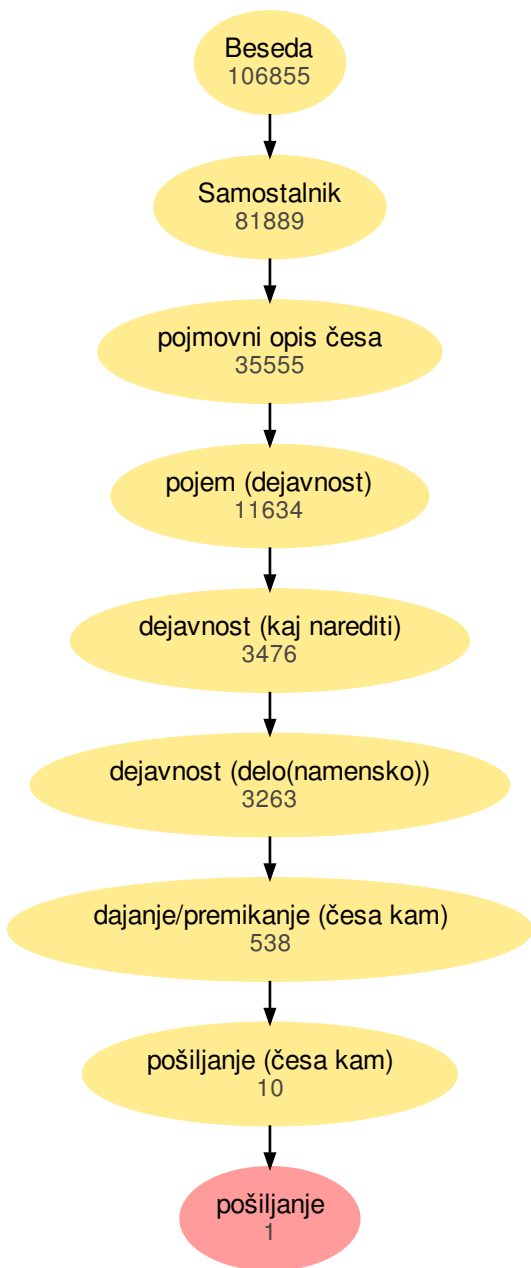 Beseda
106855
Samostalnik
81889
pojmovni opis česa
35555
pojem (dejavnost)
11634
dejavnost (kaj narediti)
3476
dejavnost (delo(namensko))
3263
dajanje/premikanje (česa kam)
538
pošiljanje (česa kam)
10
pošiljanje
1